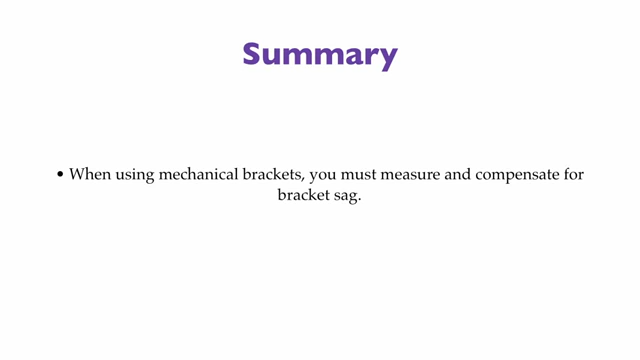 Summary
• When using mechanical brackets, you must measure and compensate for
bracket sag.